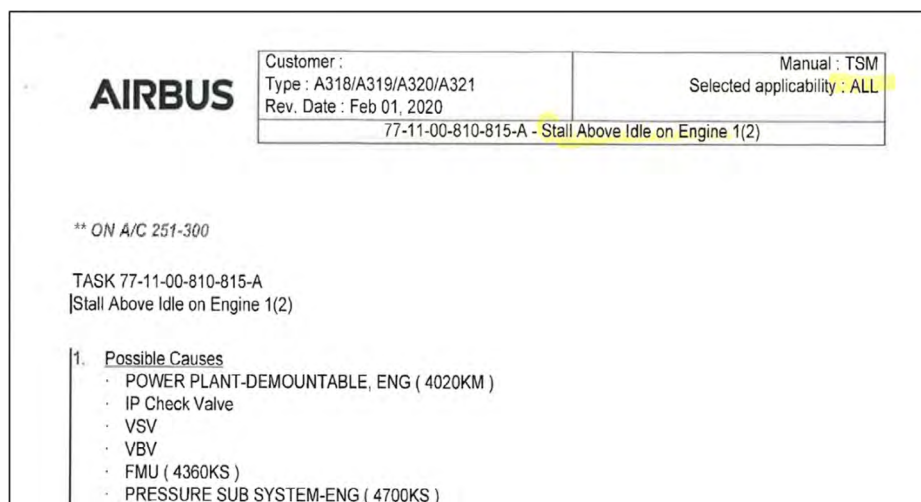 AIRBUS
Customer :
Type : A318/A319/A320/A321
Rev. Date : Feb 01, 2020
Manual : TSM
Selected applicability : ALL
77-11-00-810-815-A - Stall Above Idle on Engine 1(2)
** ON A/C 251-300
TASK 77-11-00-810-815-A
Stall Above Idle on Engine 1(2)
1. Possible Causes
· POWER PLANT-DEMOUNTABLE, ENG ( 4020KM )
· IP Check Valve
· VSV
· VBV
· FMU ( 4360KS )
· PRESSURE SUB SYSTEM-ENG ( 4700KS )